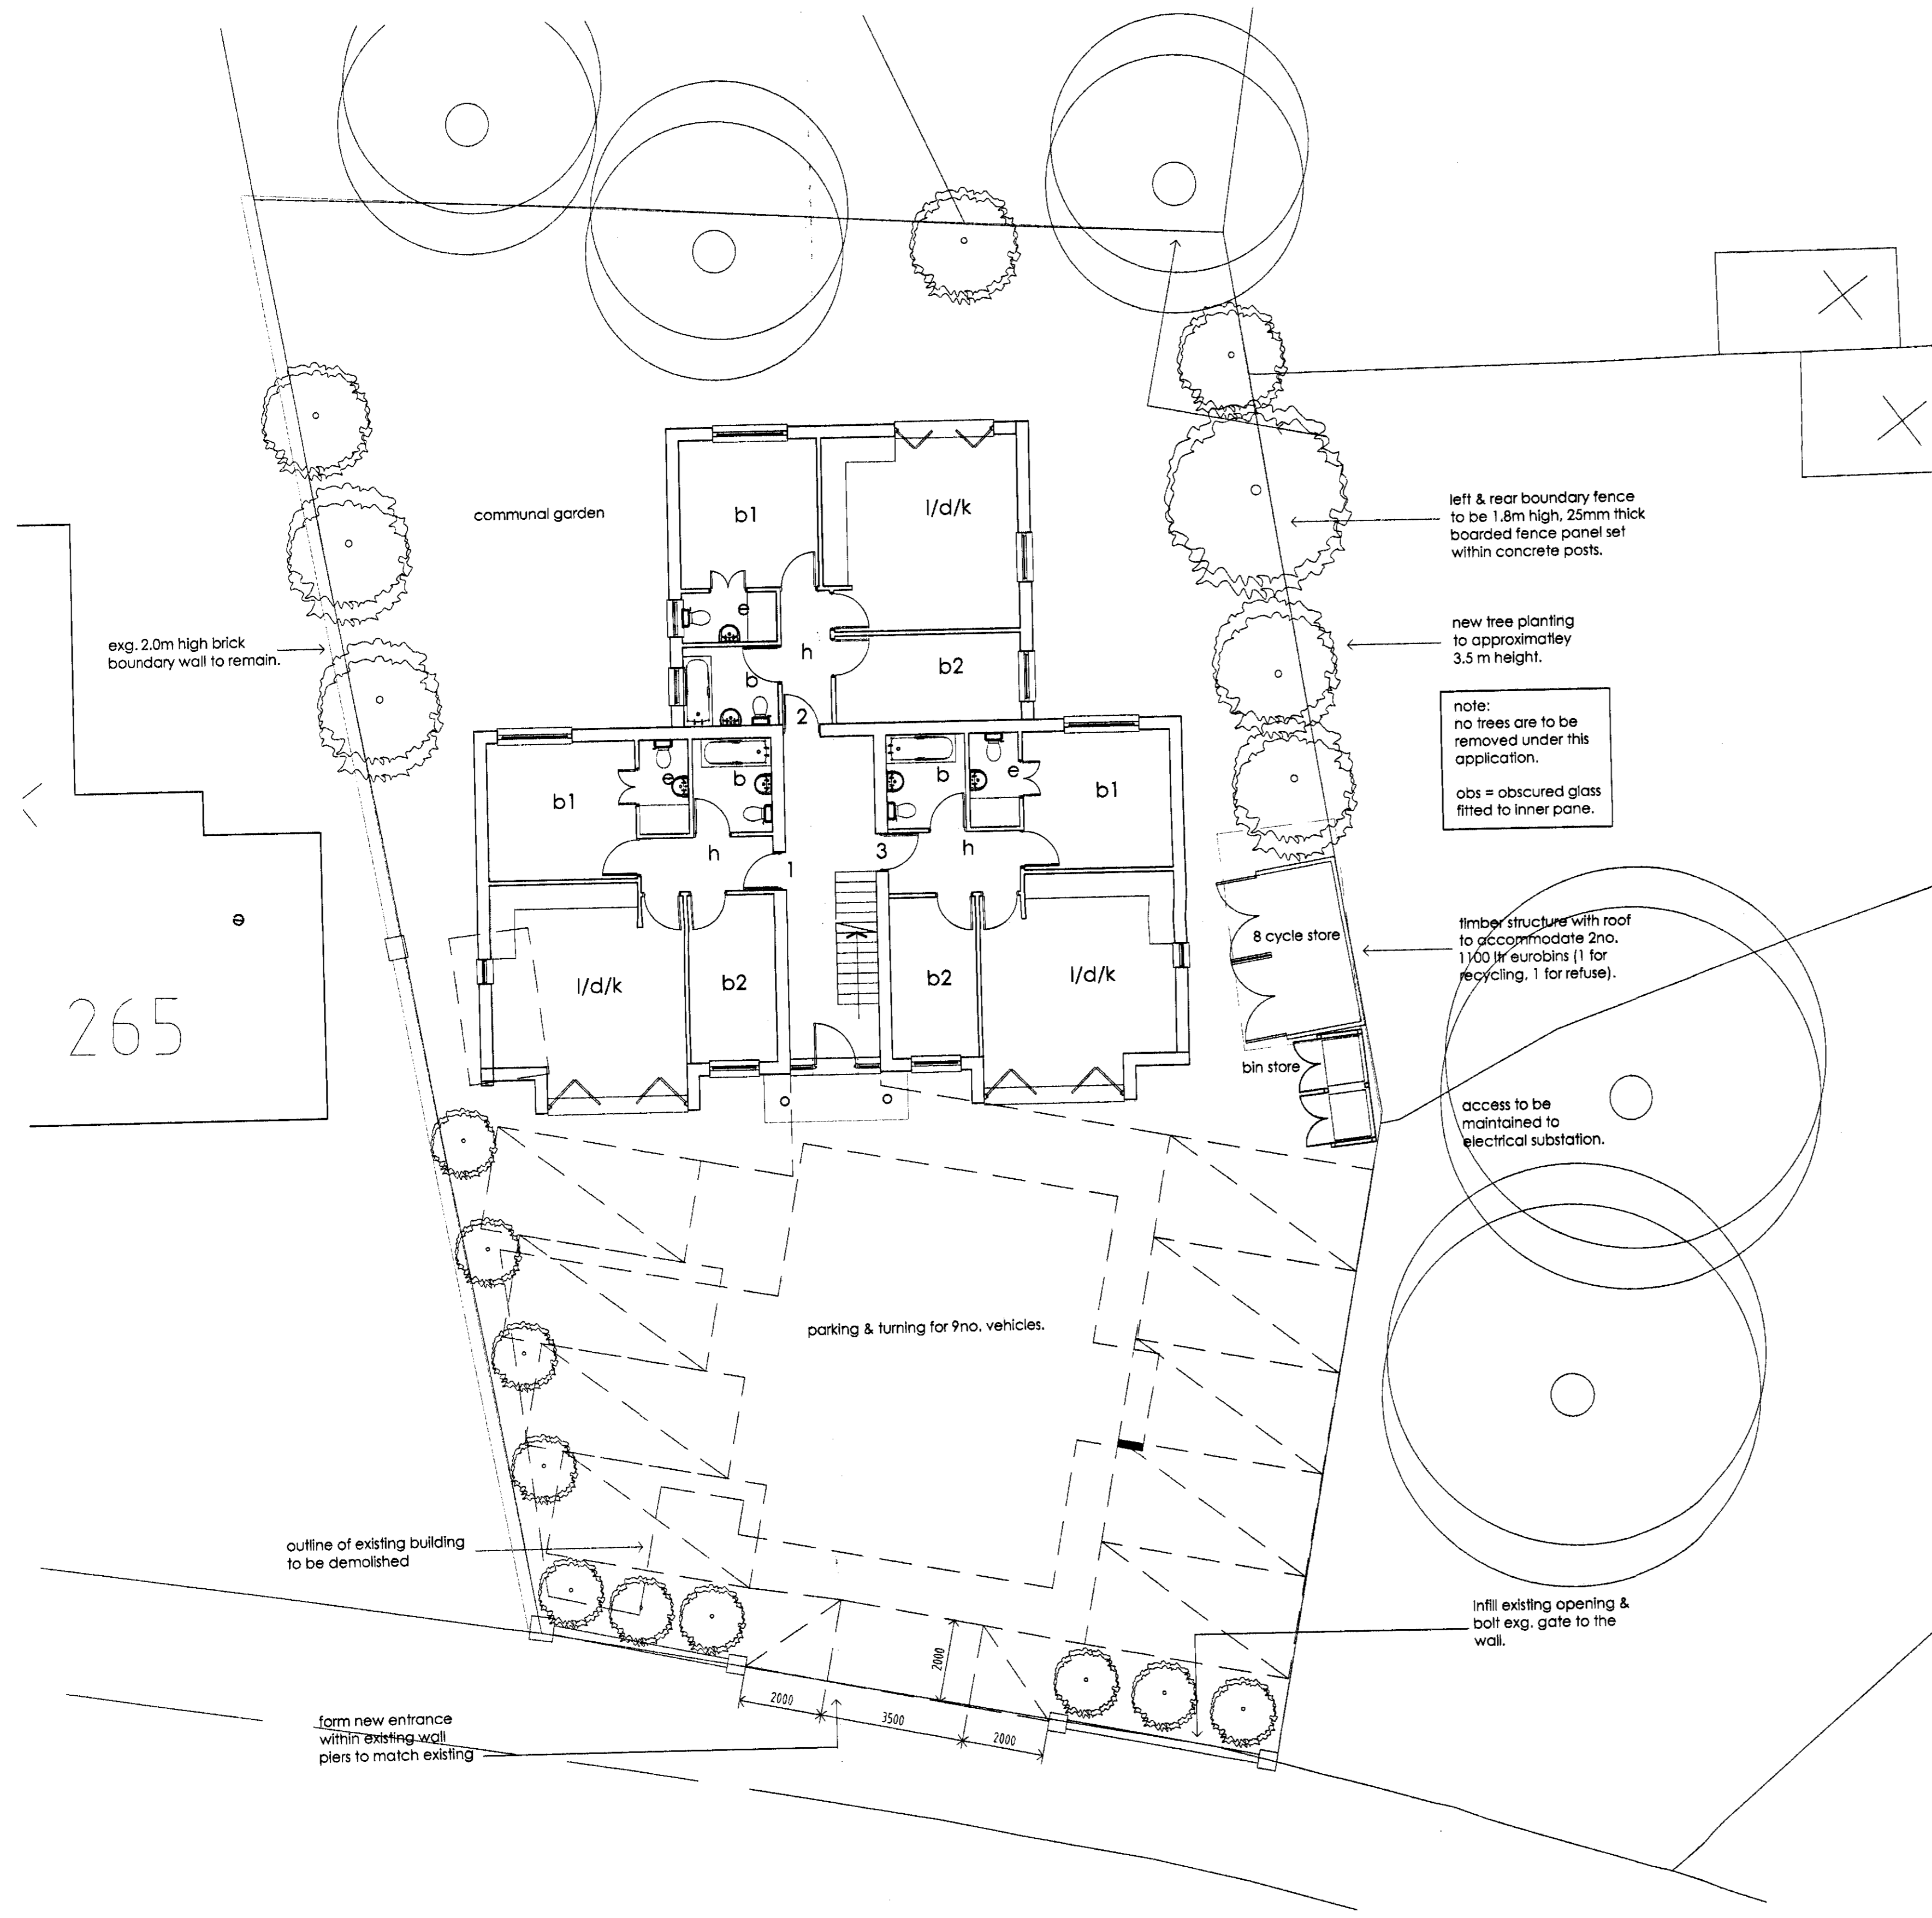 communal garden
b1
l/d/k
e
h
b
b2
2
left & rear boundary fence
to be 1.8m high, 25mm thick
boarded fence panel set
within concrete posts.
exg. 2.0m high brick
boundary wall to remain.
new tree planting
to approximatley
3.5 m height.
note:
no trees are to be
removed under this
application.
obs = obscured glass
fitted to inner pane.
b1
e
b
h
1
l/d/k
b2
b
e
b1
3
h
b2
l/d/k
e
265
8 cycle store
timber structure with roof
to accommodate 2no.
1100 ltr eurobins (1 for
recycling, 1 for refuse).
bin store
access to be
maintained to
electrical substation.
parking & turning for 9no. vehicles.
outline of existing building
to be demolished
infill existing opening &
bolt exg. gate to the
wall.
2000
2000
3500
2000
form new entrance
within existing wall
piers to match existing